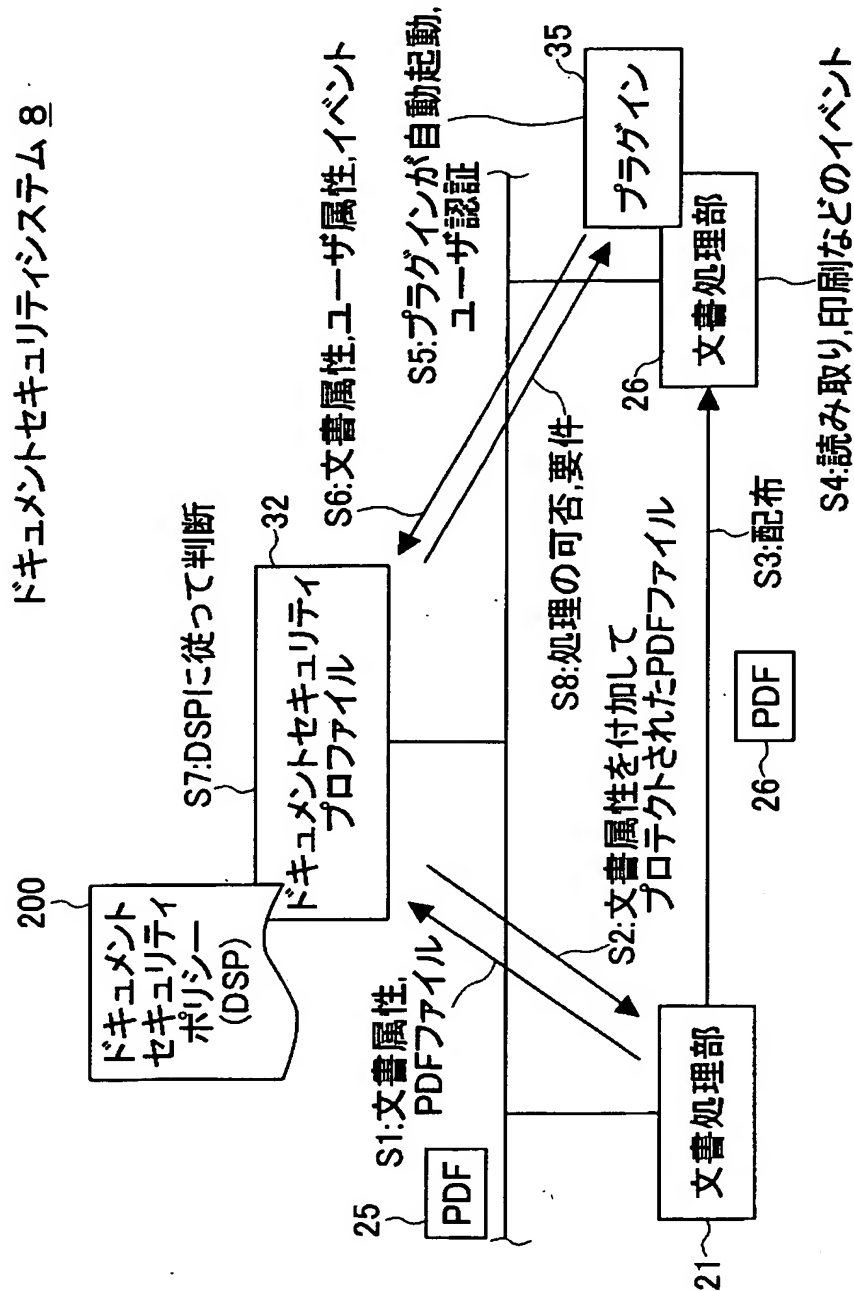 ドキュメントセキュリティシステム 8
200
ドキュメント
セキュリティ
ポリシー
(DSP)
S7:DSPに従って判断
32
ドキュメントセキュリティ
プロファイル
S6:文書属性,ユーザ属性,イベント
S5:プラグインが自動起動,
ユーザ認証
35
プラグイン
文書処理部
26
S4:読み取り,印刷などのイベント
S8:処理の可否,要件
25
PDF
S1:文書属性,
PDFファイル
S2:文書属性を付加して
プロテクトされたPDFファイル
S3:配布
PDF
26
文書処理部
21